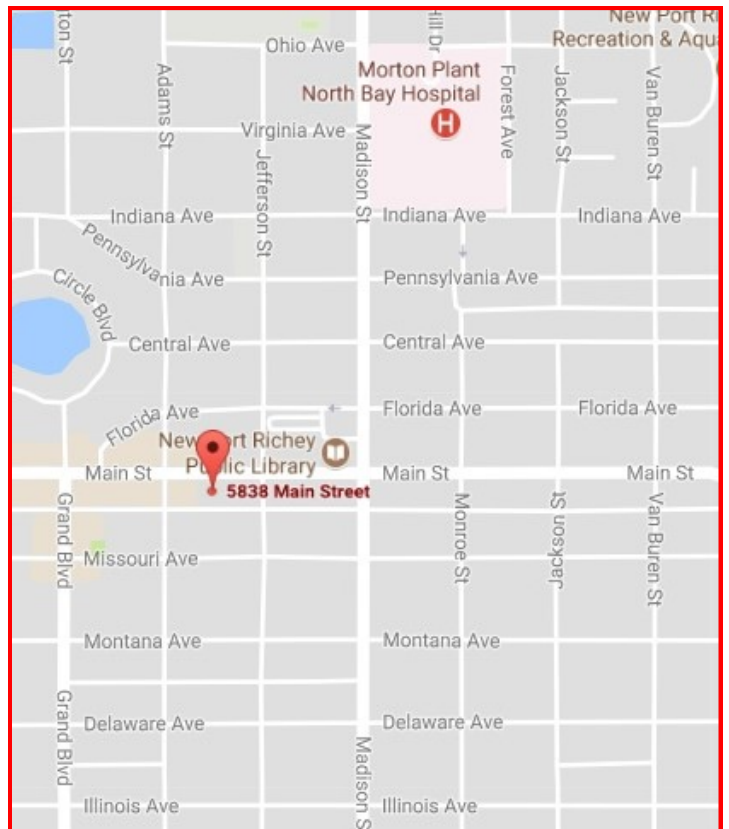 ton St
Ohio Ave
Hill Dr
New Port Ri
Recreation & Aqua
Adams St
Morton Plant
North Bay Hospital
H
Forest Ave
Jackson St
Van Buren St
Virginia Ave
Jefferson St
Madison St
Indiana Ave
Indiana Ave
Indiana Ave
Pennsylvania Ave
Pennsylvania Ave
Circle Blvd
Central Ave
Central Ave
Florida Ave
Florida Ave
Florida Ave
New Port Richey
Public Library
Main St
Main St
Main St
5838 Main Street
Grand Blvd
Monroe St
Jackson St
Van Buren St
Missouri Ave
Montana Ave
Montana Ave
Grand Blvd
Delaware Ave
Delaware Ave
Madison S
Illinois Ave
Illinois Ave